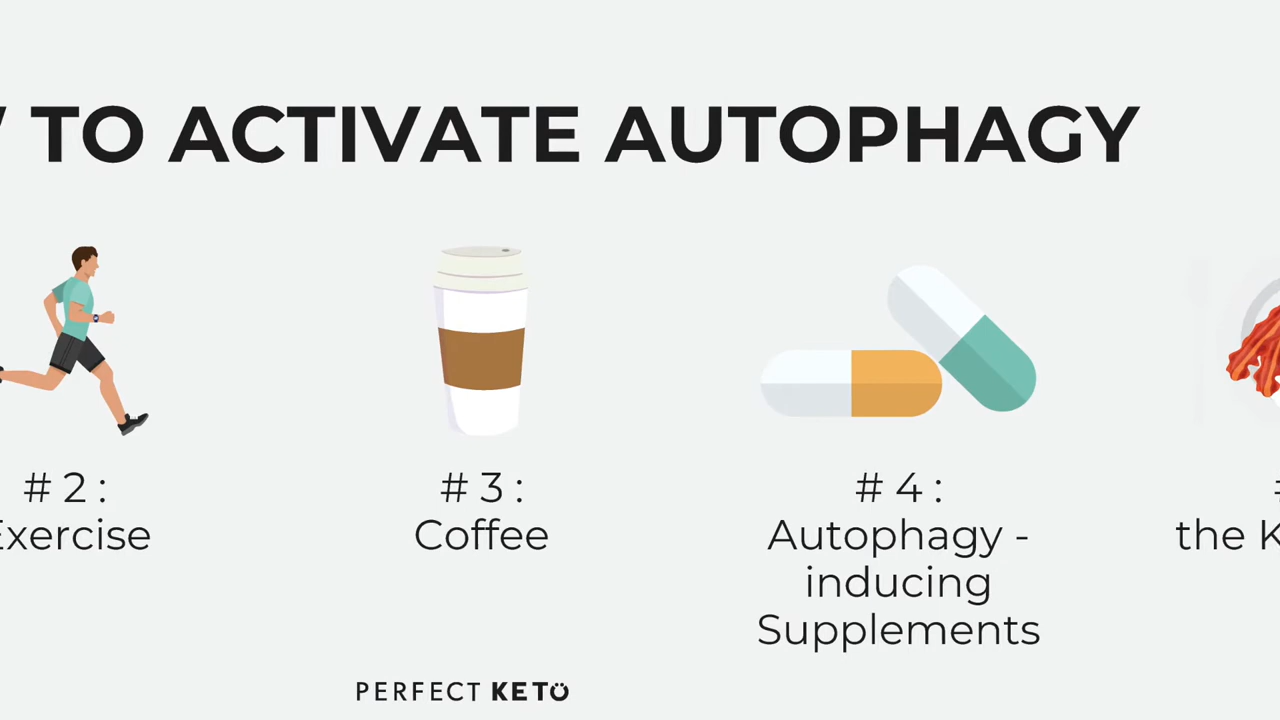 TO ACTIVATE AUTOPHAGY
# 2 :
Exercise
# 3 :
Coffee
# 4 :
Autophagy -
inducing
Supplements
#
the K
PERFECT KETO